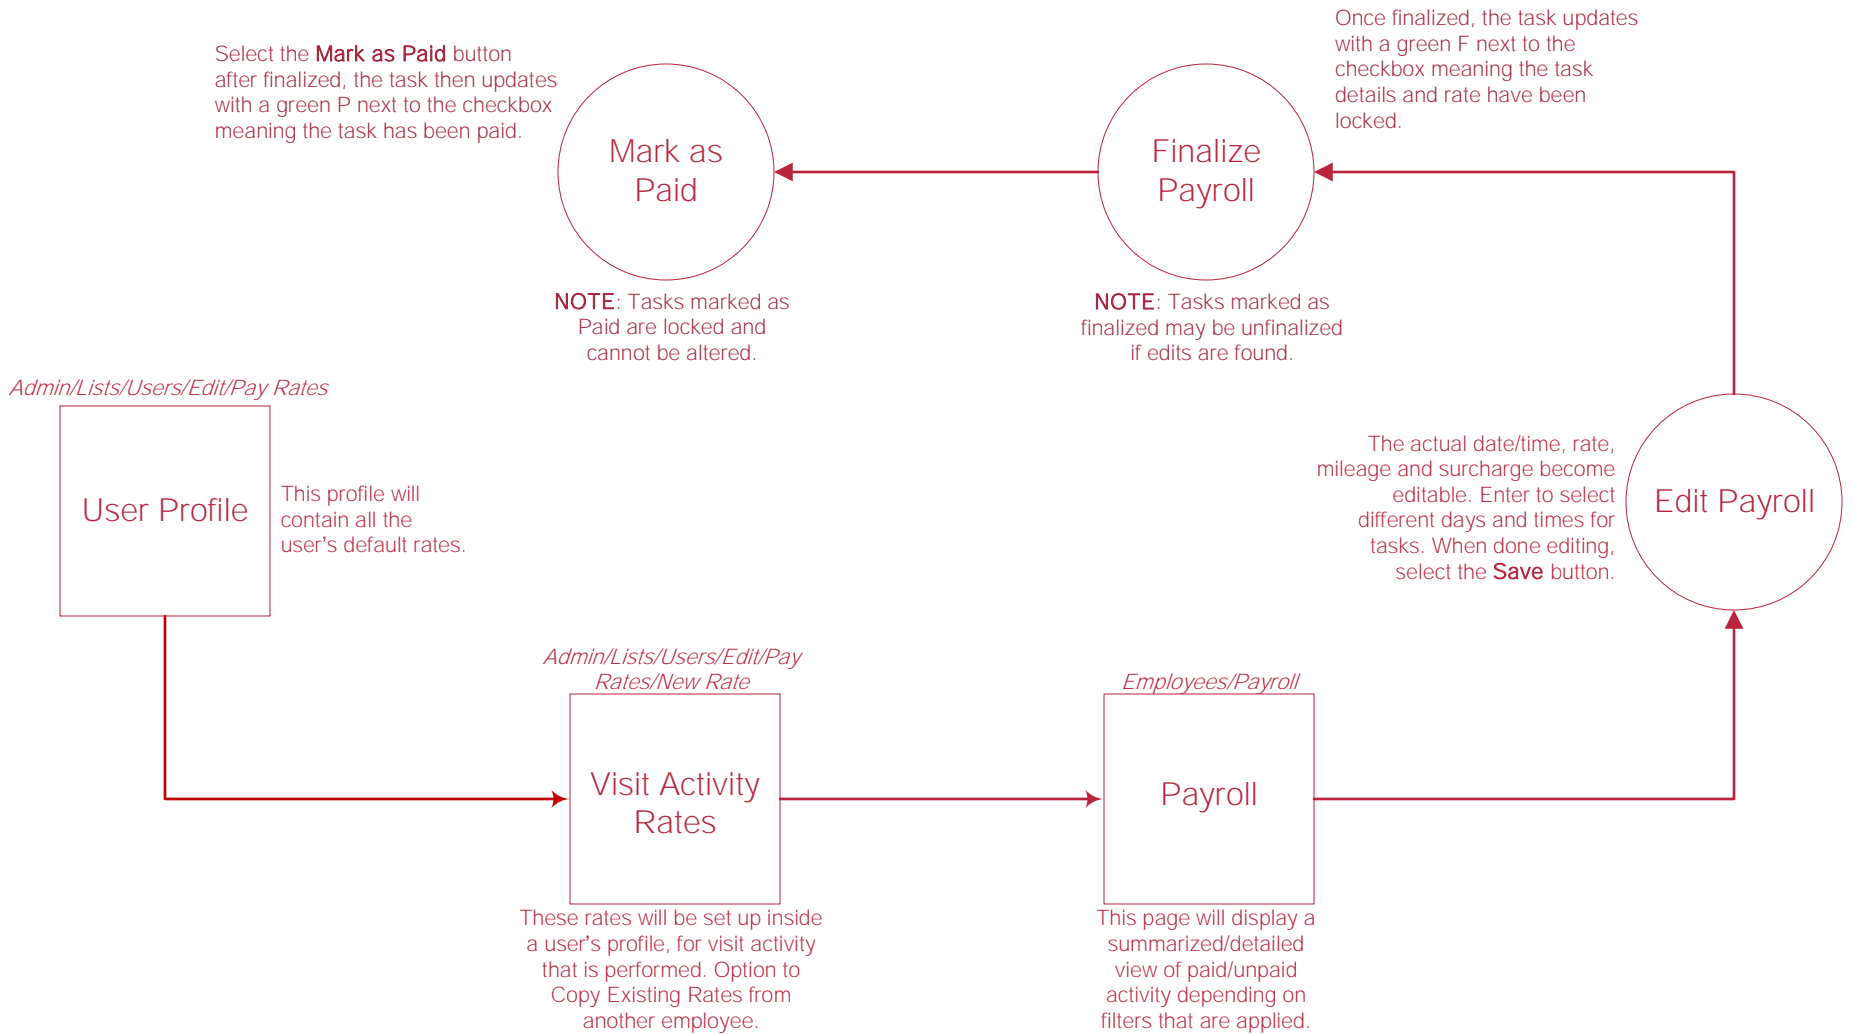 Once finalized, the task updates
with a green F next to the
checkbox meaning the task
details and rate have been
locked.
Select the Mark as Paid button
after finalized, the task then updates
with a green P next to the checkbox
meaning the task has been paid.
Mark as
Paid
Finalize
Payroll
NOTE: Tasks marked as
Paid are locked and
cannot be altered.
NOTE: Tasks marked as
finalized may be unfinalized
if edits are found.
Admin/Lists/Users/Edit/Pay Rates
User Profile
This profile will
contain all the
user’s default rates.
The actual date/time, rate,
mileage and surcharge become
editable. Enter to select
different days and times for
tasks. When done editing,
select the Save button.
Edit Payroll
Admin/Lists/Users/Edit/Pay
Rates/New Rate
Visit Activity
Rates
These rates will be set up inside
a user’s profile, for visit activity
that is performed. Option to
Copy Existing Rates from
another employee.
Employees/Payroll
Payroll
This page will display a
summarized/detailed
view of paid/unpaid
activity depending on
filters that are applied.